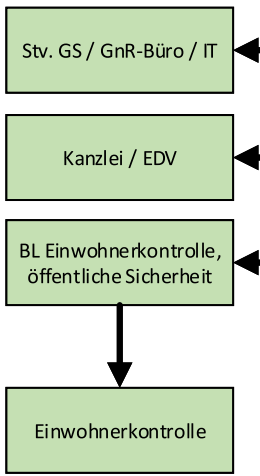 Stv. GS / GnR-Büro / IT
Kanzlei / EDV
BL Einwohnerkontrolle,
öffentliche Sicherheit
Einwohnerkontrolle